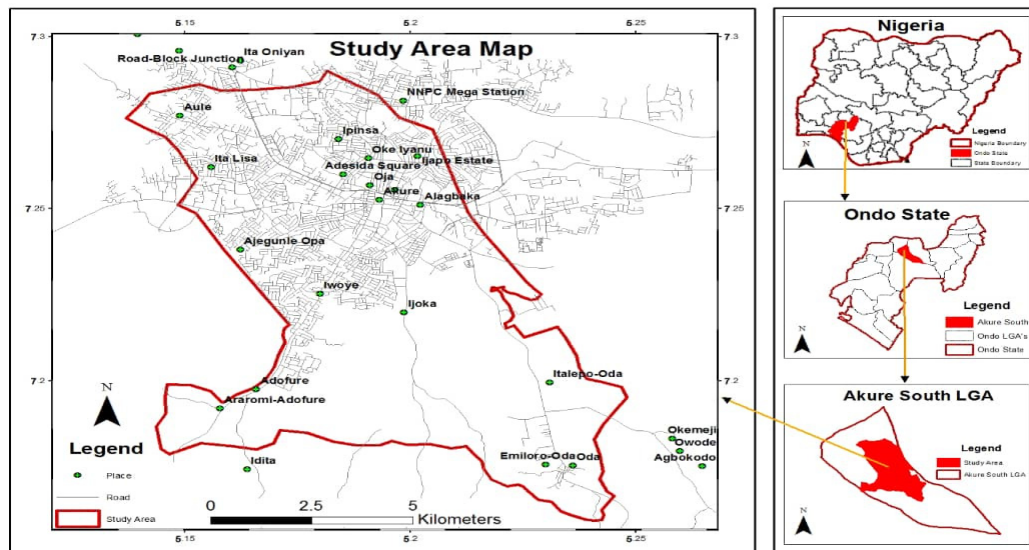 5.15
5.2
5.25
7.3
7.3
Study Area Map
Ita Oniyan
Road-Block Junction
NNPC Mega Station
Aule
Ipinsa
Oke Iyanu
Ita Lisa
Adesida Square
Ijapo Estate
Oja
Akure
Alagbaka
7.25
7.25
Ajegunle Opa
Iwoye
Ijoka
7.2
7.2
Italepo-Oda
Adofure
Araromi-Adofure
N
Legend
Place
Road
Study Area
Idita
Emiloro-Oda
Oda
Okemeji
Owode
Agbokodo
0
2.5
5
Kilometers
5.15
5.2
5.25
Nigeria
N
Legend
Nigeria Boundary
Ondo State
State Boundary
Ondo State
N
Legend
Akure South
Ondo LGA's
Ondo State
Akure South LGA
N
Legend
Study Area
Akure South LGA